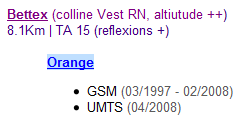 Bettex (colline Vest RN, altiutude ++)
8.1Km | TA 15 (reflexions +)
Orange
• GSM (03/1997 - 02/2008)
• UMTS (04/2008)